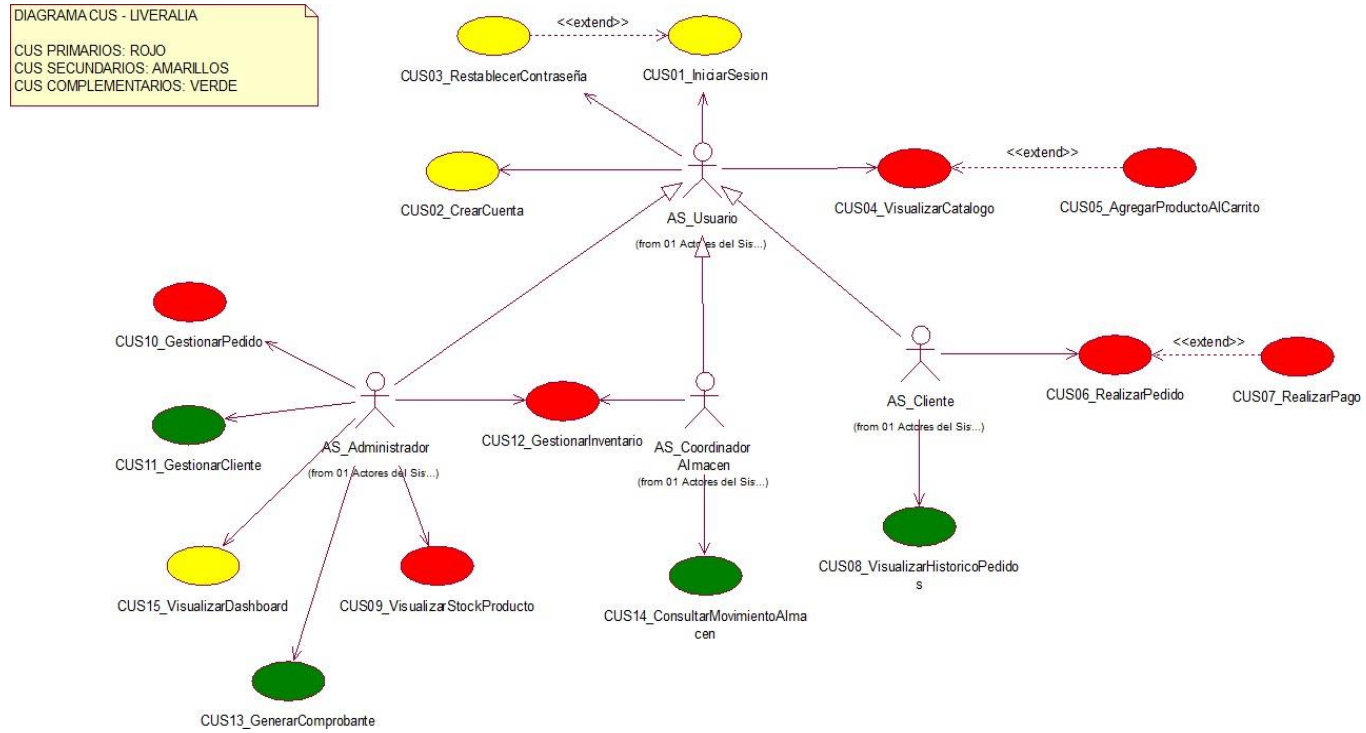 DIAGRAMA CUS - LIVERALIA
CUS PRIMARIOS: ROJO
CUS SECUNDARIOS: AMARILLOS
CUS COMPLEMENTARIOS: VERDE
<<extend>>
CUS03_RestablecerContraseña
CUS01_IniciarSesion
<<extend>>
CUS02_CrearCuenta
AS_Usuario
(from 01 Actores del Sis...)
CUS04_VisualizarCatalogo
CUS05_AgregarProductoAlCarrito
CUS10_GestionarPedido
<<extend>>
CUS06_RealizarPedido
CUS07_RealizarPago
AS_Cliente
(from 01 Actores del Sis...)
CUS11_GestionarCliente
AS_Administrador
(from 01 Actores del Sis...)
CUS12_GestionarInventario
AS_Coordinador
Almacen
(from 01 Actores del Sis...)
CUS15_VisualizarDashboard
CUS09_VisualizarStockProducto
CUS14_ConsultarMovimientoAlma
cen
CUS08_VisualizarHistoricoPedido
s
CUS13_GenerarComprobante